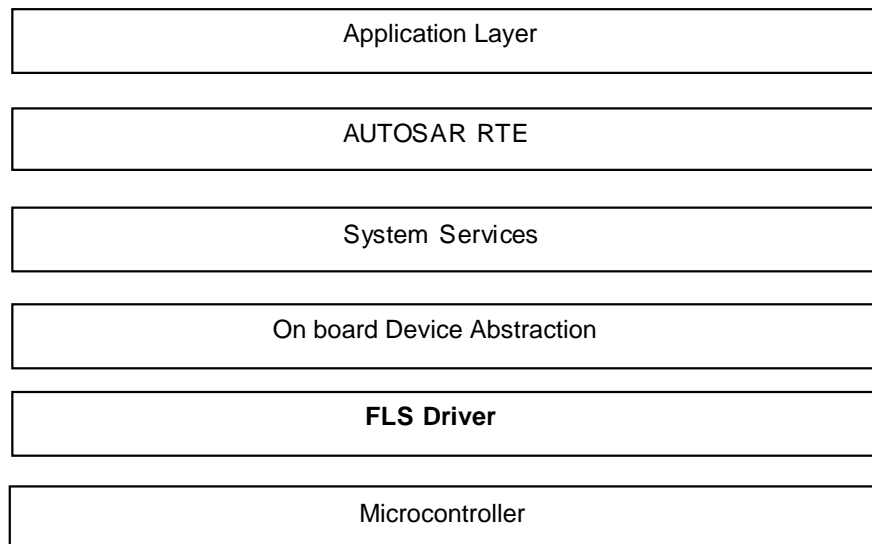 Application Layer
AUTOSAR RTE
System Services
On board Device Abstraction
FLS Driver
Microcontroller